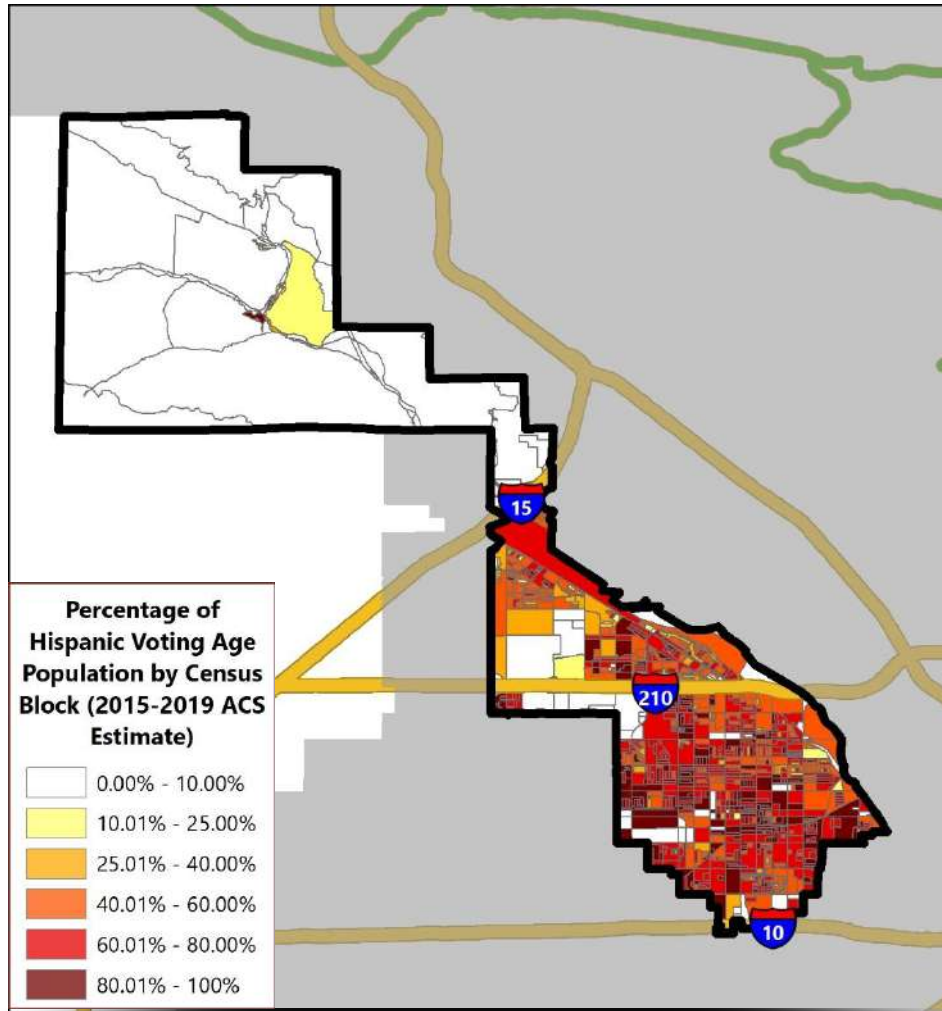 15
210
10
Percentage of
Hispanic Voting Age
Population by Census
Block (2015-2019 ACS
Estimate)
0.00% - 10.00%
10.01% - 25.00%
25.01% - 40.00%
40.01% - 60.00%
60.01% - 80.00%
80.01% - 100%